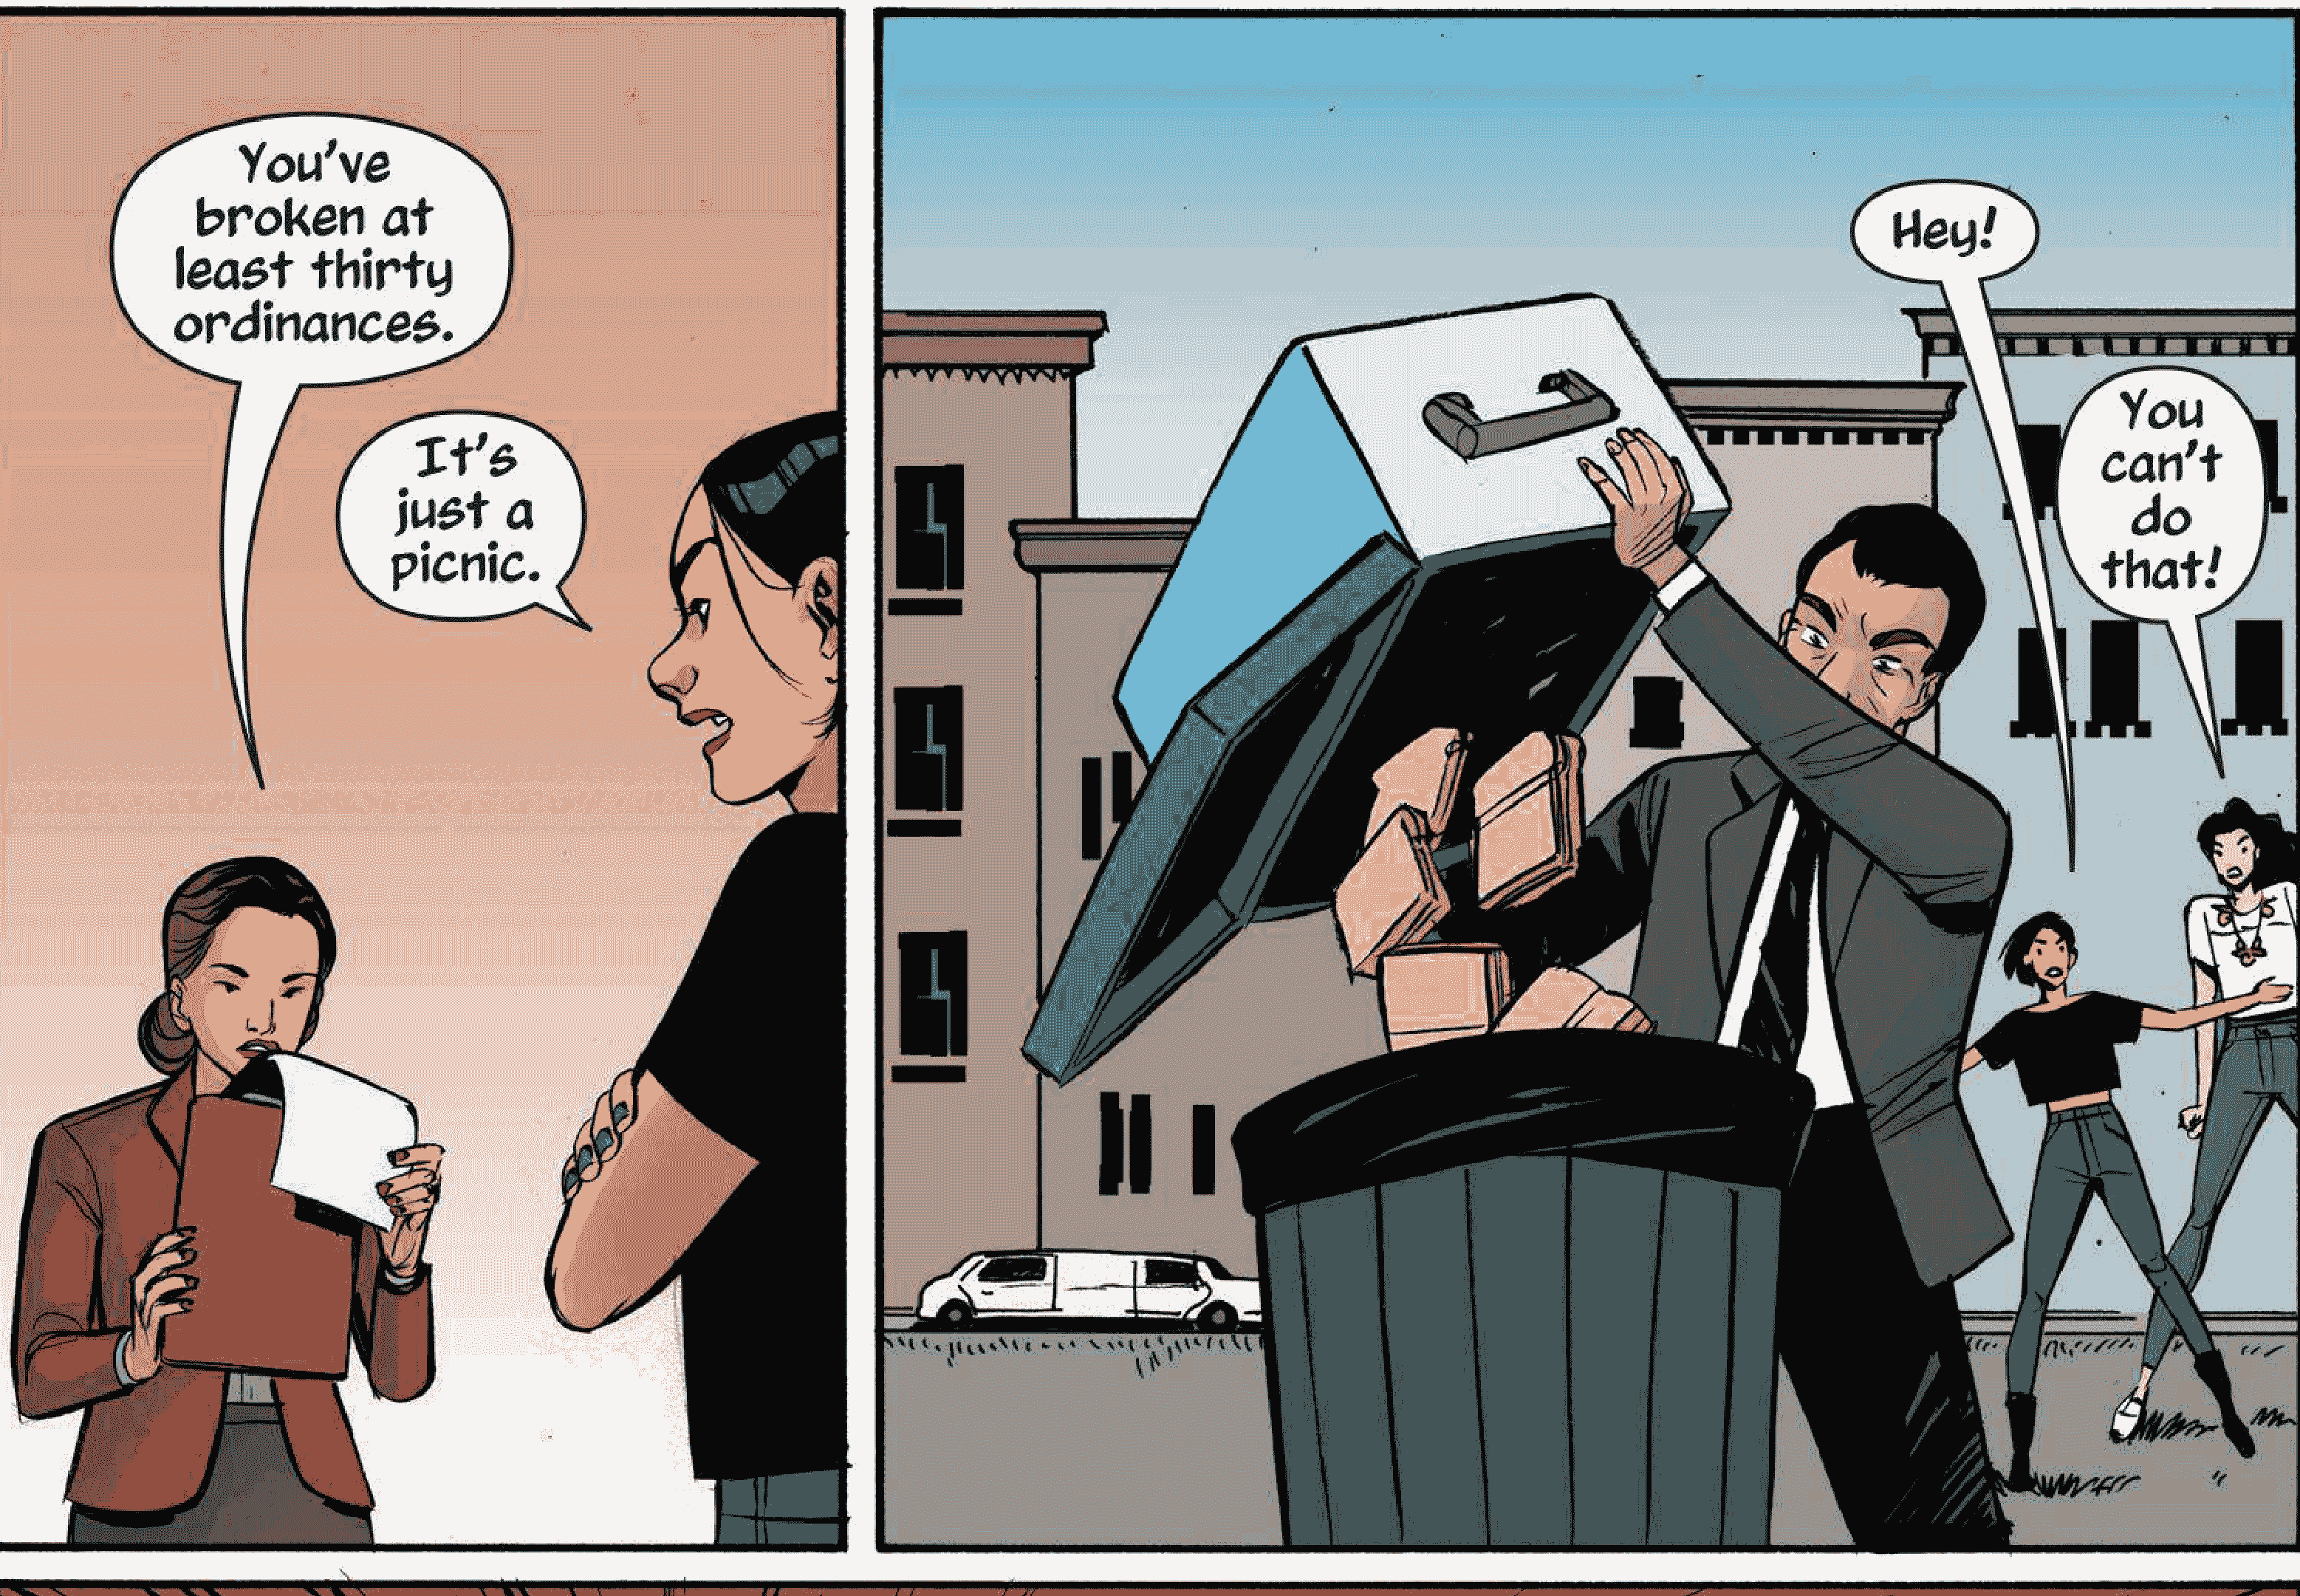 You've
broken at
least thirty
ordinances.
It's
just a
picnic.
Hey!
You
can't
do
that!